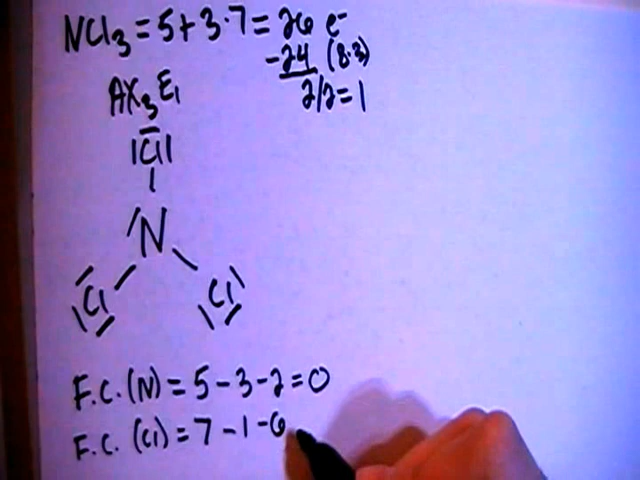 NCl₃ = 5 + 3·7 = 26 e⁻
-24 (8·3)
2/2 = 1
AX₃E₁
Cl
N
Cl
Cl
F.C. (N) = 5 - 3 - 2 = 0
F.C. (Cl) = 7 - 1 - 6